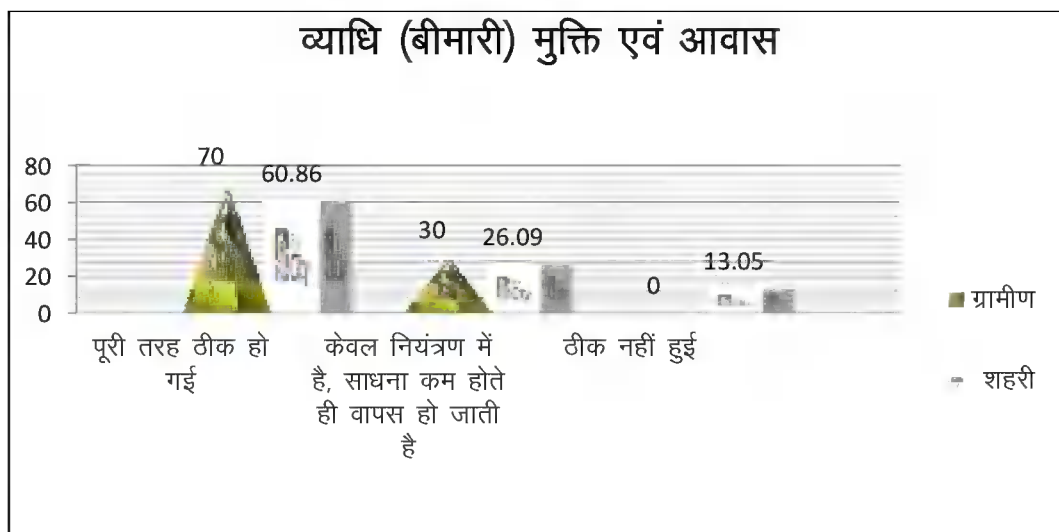 व्याधि (बीमारी) मुक्ति एवं आवास
80
60
40
20
0
70
60.86
30
26.09
0
13.05
पूरी तरह ठीक हो
गई
केवल नियंत्रण में
है, साधना कम होते
ही वापस हो जाती
है
ठीक नहीं हुई
ग्रामीण
शहरी